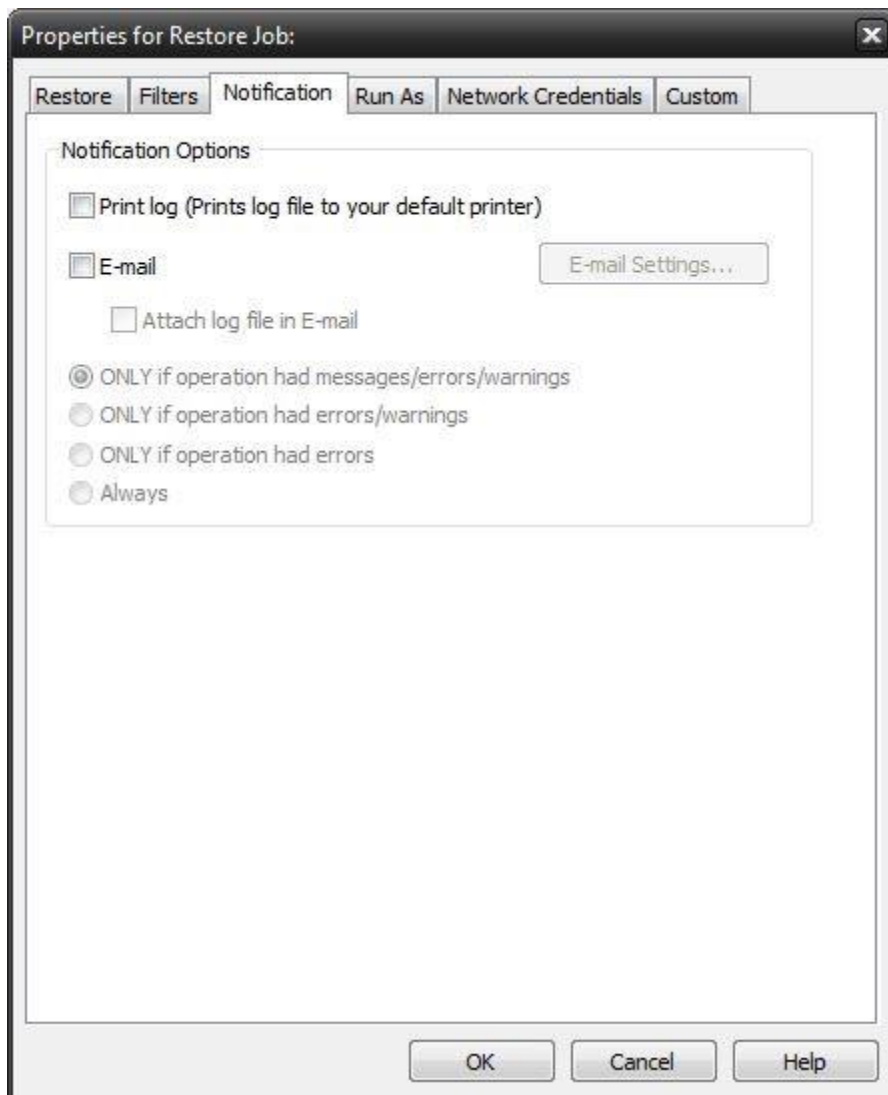 Properties for Restore Job:
Restore Filters Notification Run As Network Credentials Custom
Notification Options
Print log (Prints log file to your default printer)
E-mail E-mail Settings...
Attach log file in E-mail
ONLY if operation had messages/errors/warnings
ONLY if operation had errors/warnings
ONLY if operation had errors
Always
OK Cancel Help